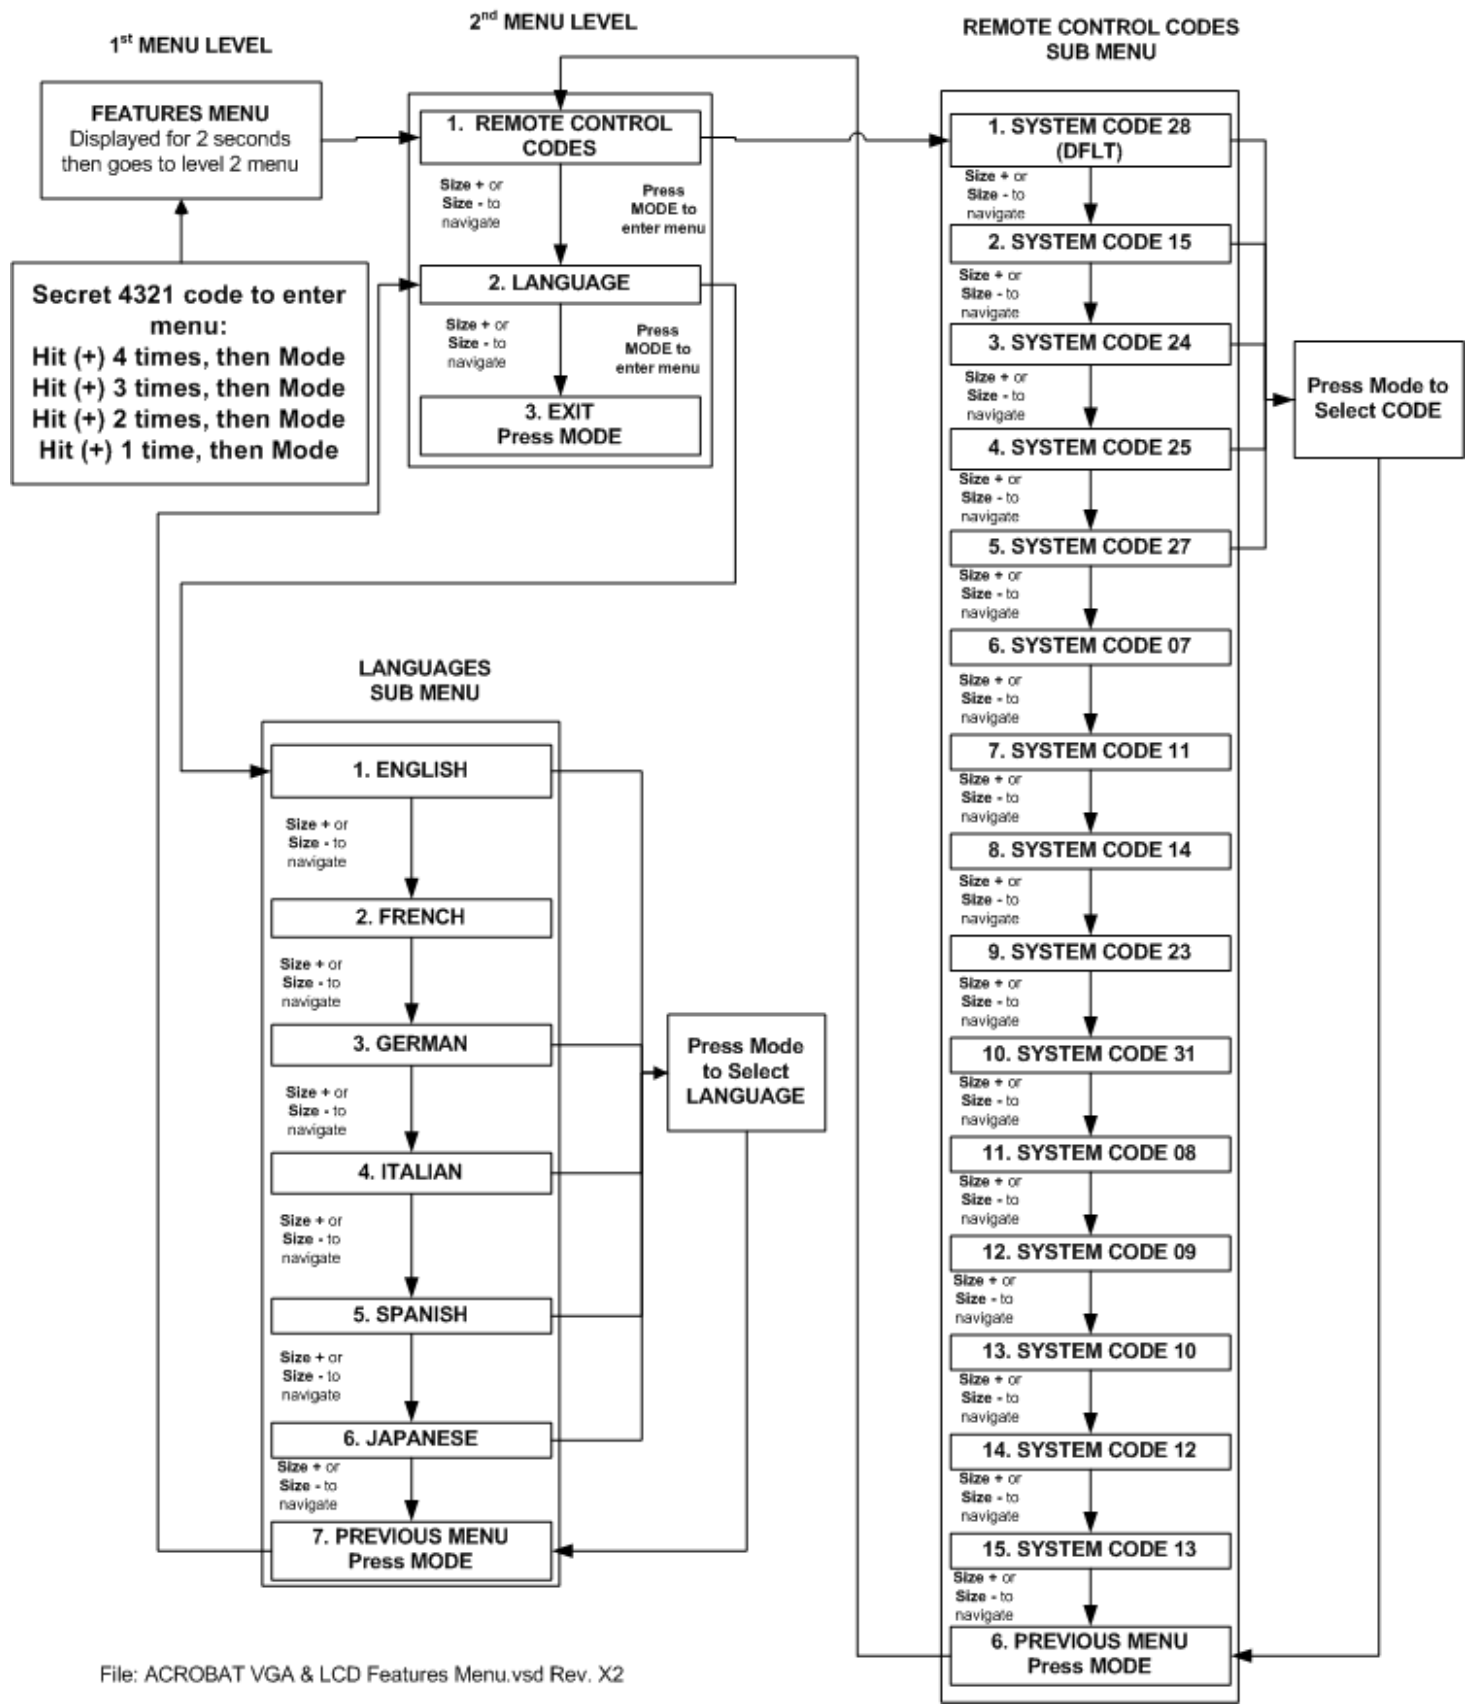 1st MENU LEVEL
FEATURES MENU
Displayed for 2 seconds
then goes to level 2 menu
Secret 4321 code to enter
menu:
Hit (+) 4 times, then Mode
Hit (+) 3 times, then Mode
Hit (+) 2 times, then Mode
Hit (+) 1 time, then Mode
2nd MENU LEVEL
1. REMOTE CONTROL
CODES
Size + or
Size - to
navigate
Press
MODE to
enter menu
2. LANGUAGE
Size + or
Size - to
navigate
Press
MODE to
enter menu
3. EXIT
Press MODE
LANGUAGES
SUB MENU
1. ENGLISH
Size + or
Size - to
navigate
2. FRENCH
Size + or
Size - to
navigate
3. GERMAN
Size + or
Size - to
navigate
4. ITALIAN
Size + or
Size - to
navigate
5. SPANISH
Size + or
Size - to
navigate
6. JAPANESE
Size + or
Size - to
navigate
7. PREVIOUS MENU
Press MODE
Press Mode
to Select
LANGUAGE
REMOTE CONTROL CODES
SUB MENU
1. SYSTEM CODE 28
(DFLT)
Size + or
Size - to
navigate
2. SYSTEM CODE 15
Size + or
Size - to
navigate
3. SYSTEM CODE 24
Size + or
Size - to
navigate
4. SYSTEM CODE 25
Size + or
Size - to
navigate
5. SYSTEM CODE 27
Size + or
Size - to
navigate
6. SYSTEM CODE 07
Size + or
Size - to
navigate
7. SYSTEM CODE 11
Size + or
Size - to
navigate
8. SYSTEM CODE 14
Size + or
Size - to
navigate
9. SYSTEM CODE 23
Size + or
Size - to
navigate
10. SYSTEM CODE 31
Size + or
Size - to
navigate
11. SYSTEM CODE 08
Size + or
Size - to
navigate
12. SYSTEM CODE 09
Size + or
Size - to
navigate
13. SYSTEM CODE 10
Size + or
Size - to
navigate
14. SYSTEM CODE 12
Size + or
Size - to
navigate
15. SYSTEM CODE 13
Size + or
Size - to
navigate
6. PREVIOUS MENU
Press MODE
Press Mode to
Select CODE
File: ACROBAT VGA & LCD Features Menu.vsd Rev. X2